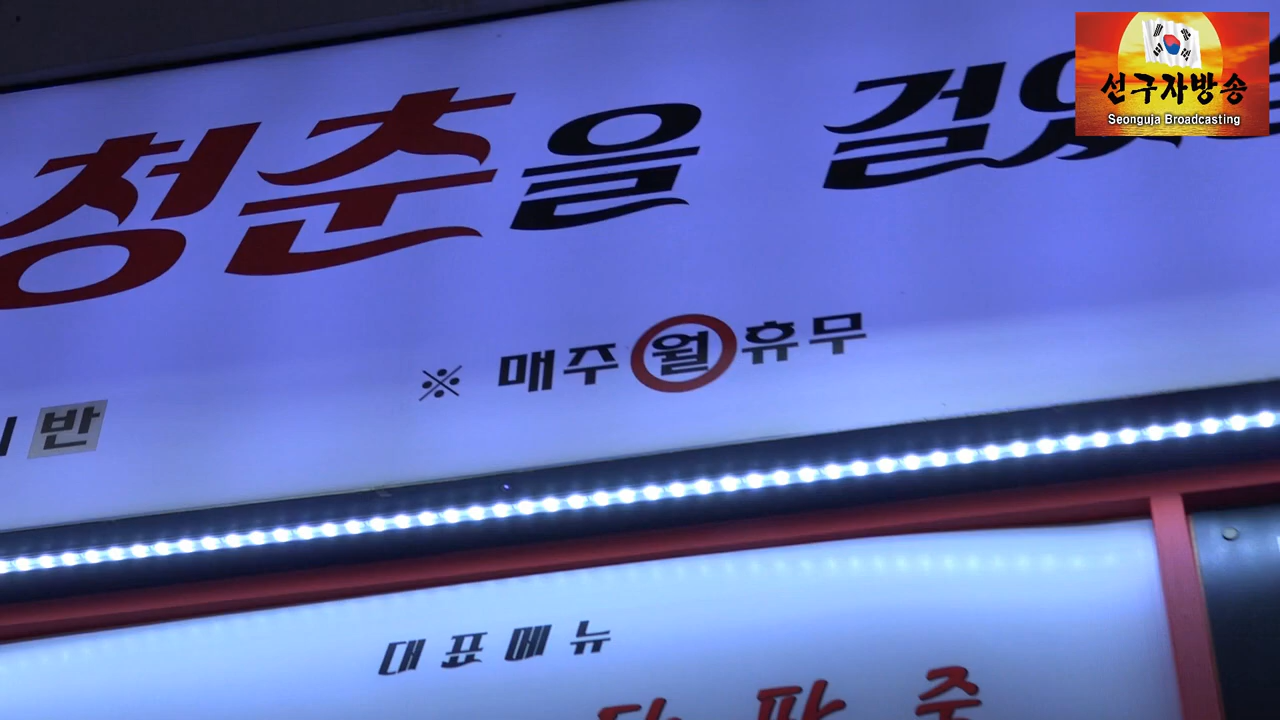 청춘을 걸었
선구자방송
Seonguja Broadcasting
※ 매주 월 휴무
반
대표메뉴